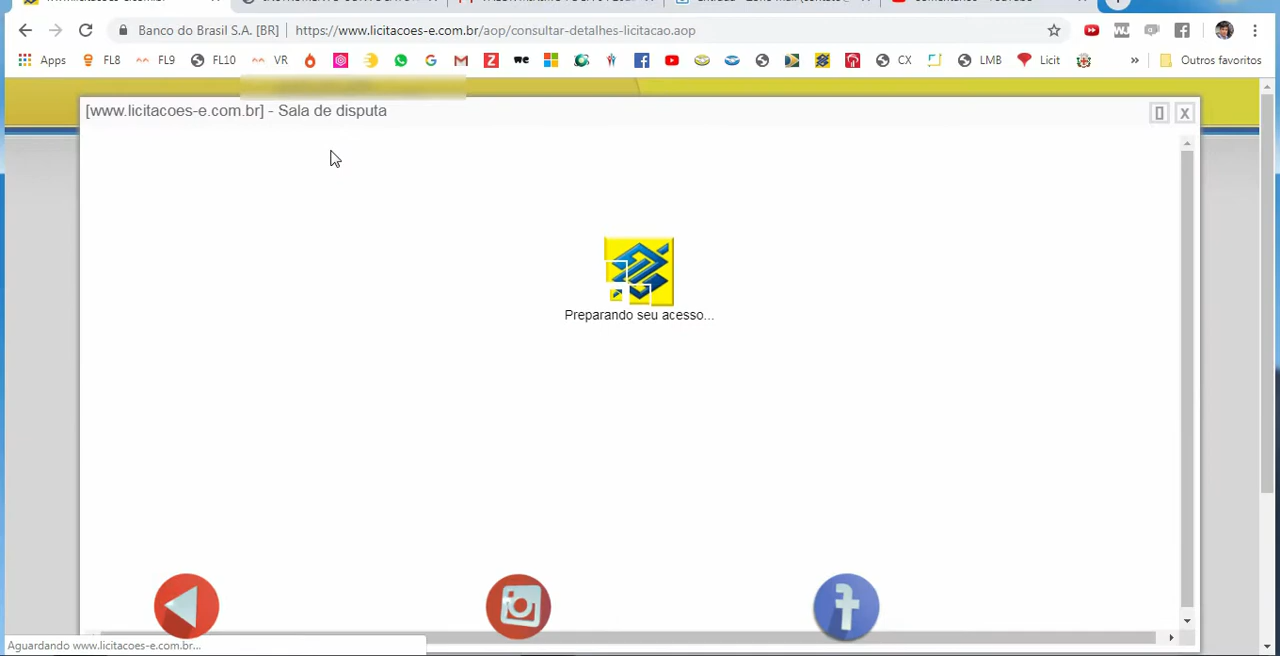 Banco do Brasil S.A. [BR] https://www.licitacoes-e.com.br/aop/consultar-detalhes-licitacao.aop
Apps FL8 FL9 FL10 VR CX LMB Licit » Outros favoritos
[www.licitacoes-e.com.br] - Sala de disputa X
Preparando seu acesso...
Aguardando www.licitacoes-e.com.br...